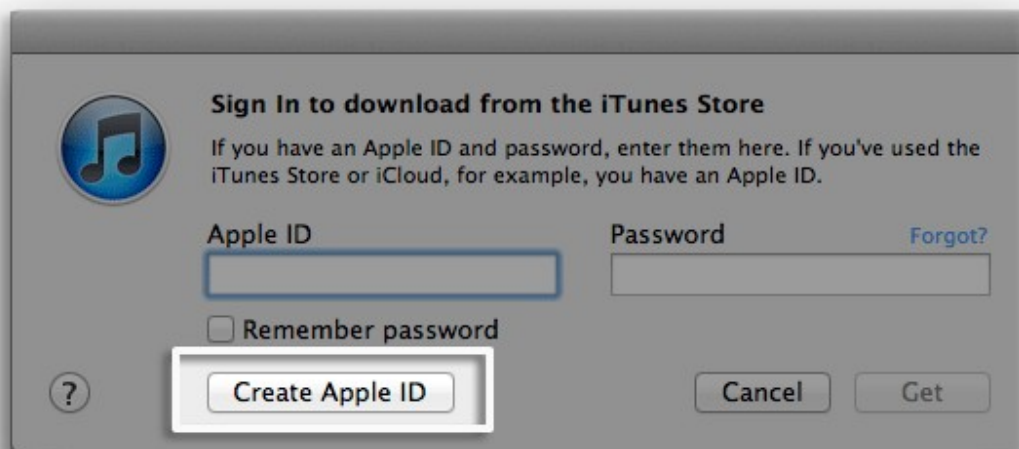 Sign In to download from the iTunes Store
If you have an Apple ID and password, enter them here. If you've used the
iTunes Store or iCloud, for example, you have an Apple ID.
Apple ID
Password
Forgot?
Remember password
?
Create Apple ID
Cancel
Get